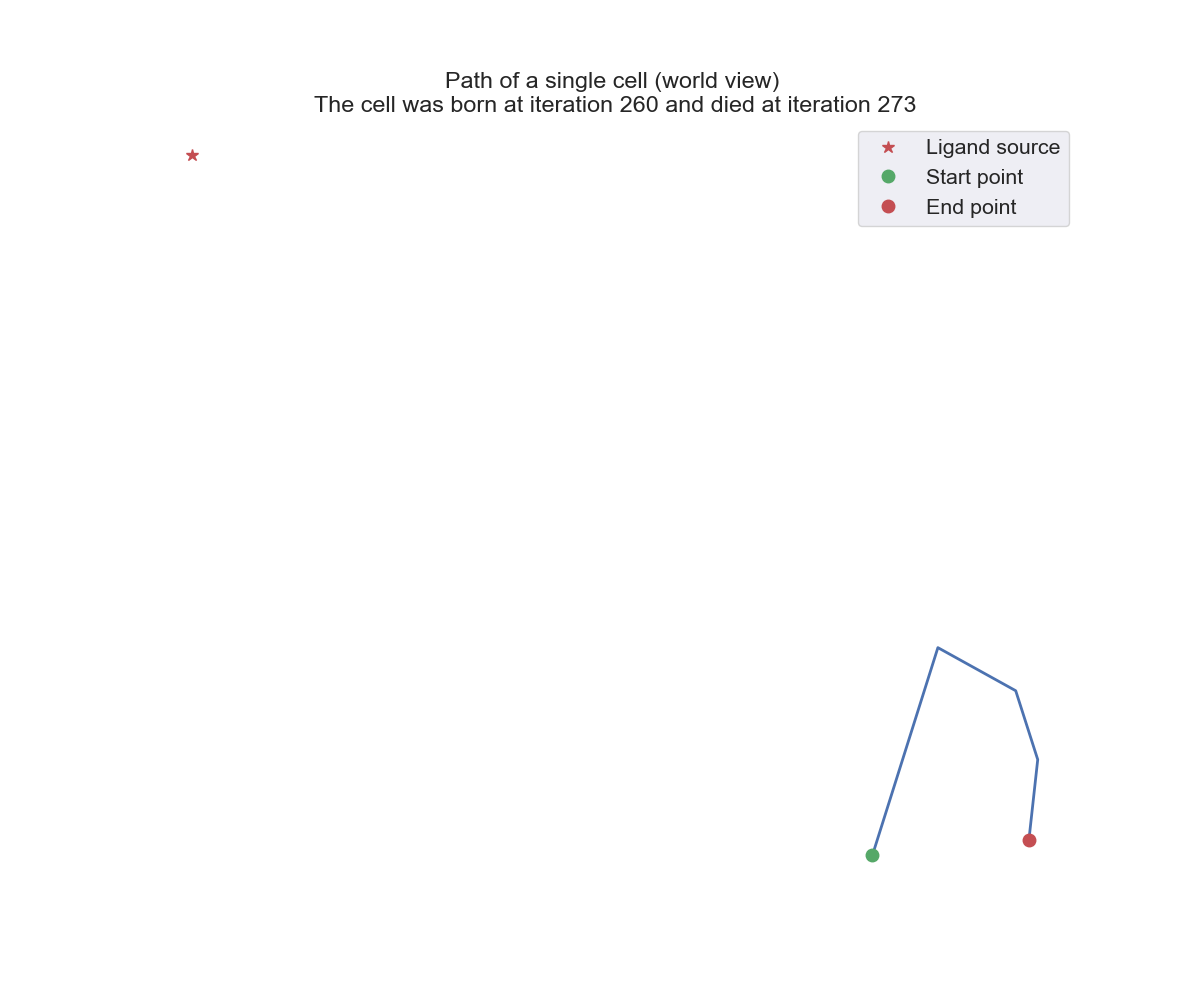 Path of a single cell (world view)
The cell was born at iteration 260 and died at iteration 273
Ligand source
Start point
End point